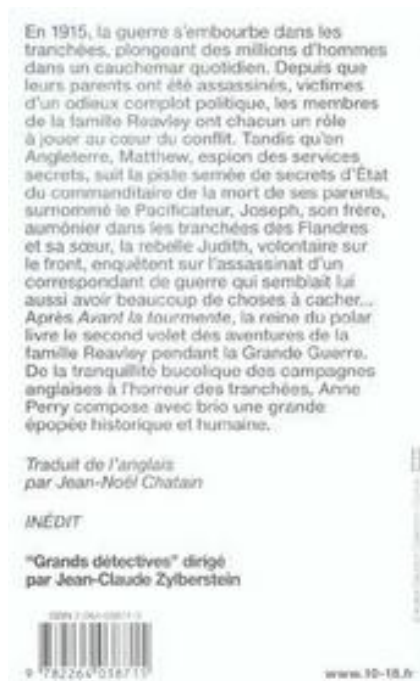 En 1915, la guerre s'embourbe dans les
tranchées, plongeant des millions d'hommes
dans un cauchemar quotidien. Depuis que
leurs parents ont été assassinés, victimes
d'un odieux complot politique, les membres
de la famille Reavley ont chacun un rôle
à jouer au cœur du conflit. Tandis qu'en
Angleterre, Matthew, espion des services
secrets, suit la piste semée de secrets d'État
du commanditaire de la mort de ses parents,
surnommé le Pacificateur, Joseph, son frère,
aumônier dans les tranchées des Flandres
et sa sœur, la rebelle Judith, volontaire sur
le front, enquêtent sur l'assassinat d'un
correspondant de guerre qui semblait lui
aussi avoir beaucoup de choses à cacher...
Après Avant la tourmente, la reine du polar
livre le second volet des aventures de la
famille Reavley pendant la Grande Guerre.
De la tranquillité bucolique des campagnes
anglaises à l'horreur des tranchées, Anne
Perry compose avec brio une grande
épopée historique et humaine.
Traduit de l'anglais
par Jean-Noël Chatain
INÉDIT
"Grands détectives" dirigé
par Jean-Claude Zylberstein
ISBN
9 782264 038715
www.10-18.fr